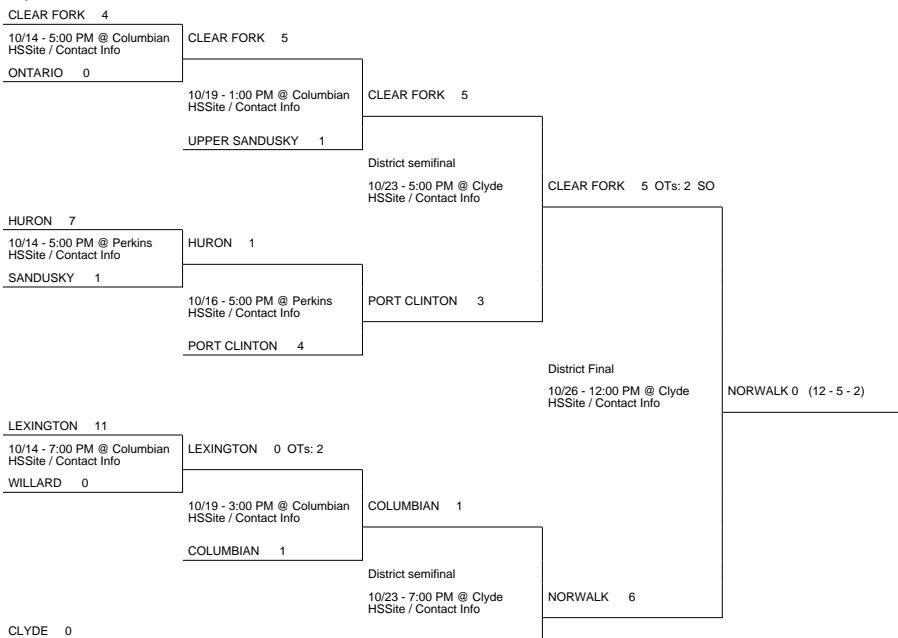 CLEAR FORK 4
10/14 - 5:00 PM @ Columbian
HSSite / Contact Info
ONTARIO 0
CLEAR FORK 5
10/19 - 1:00 PM @ Columbian
HSSite / Contact Info
UPPER SANDUSKY 1
CLEAR FORK 5
District semifinal
10/23 - 5:00 PM @ Clyde
HSSite / Contact Info
CLEAR FORK 5 OTs: 2 SO
HURON 7
10/14 - 5:00 PM @ Perkins
HSSite / Contact Info
SANDUSKY 1
HURON 1
10/16 - 5:00 PM @ Perkins
HSSite / Contact Info
PORT CLINTON 4
PORT CLINTON 3
District Final
10/26 - 12:00 PM @ Clyde
HSSite / Contact Info
NORWALK 0 (12 - 5 - 2)
LEXINGTON 11
10/14 - 7:00 PM @ Columbian
HSSite / Contact Info
WILLARD 0
LEXINGTON 0 OTs: 2
10/19 - 3:00 PM @ Columbian
HSSite / Contact Info
COLUMBIAN 1
COLUMBIAN 1
District semifinal
10/23 - 7:00 PM @ Clyde
HSSite / Contact Info
NORWALK 6
CLYDE 0